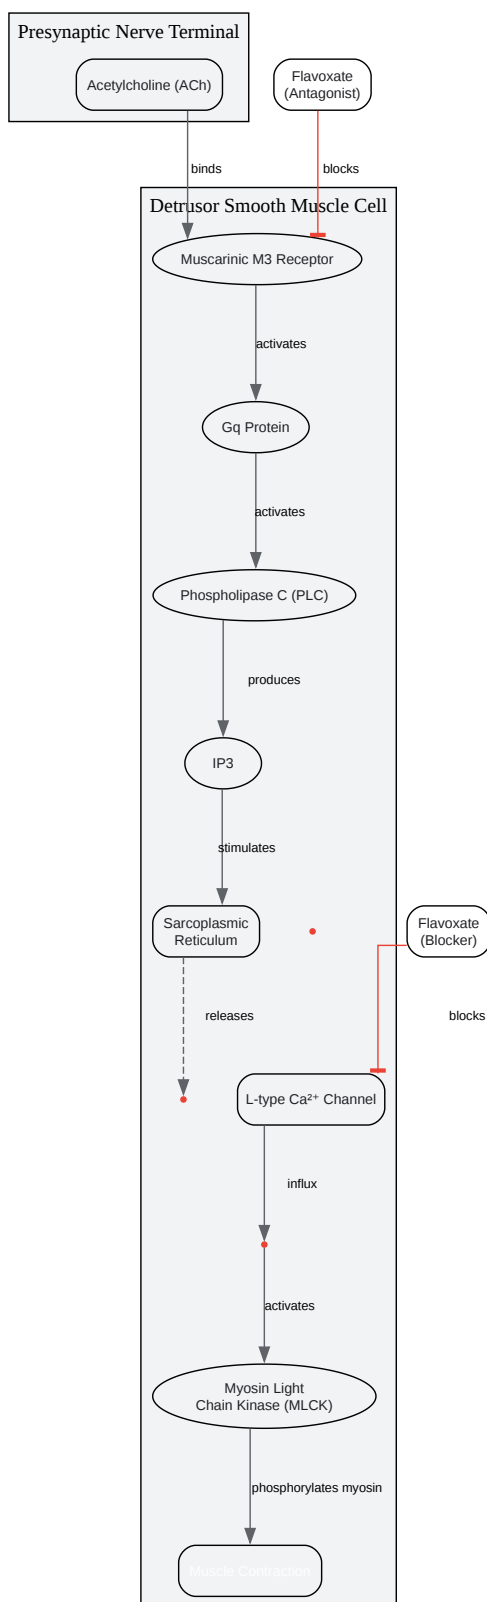 Presynaptic Nerve Terminal
Acetylcholine (ACh)
Flavoxate
(Antagonist)
binds
blocks
Detrusor Smooth Muscle Cell
Muscarinic M3 Receptor
activates
Gq Protein
activates
Phospholipase C (PLC)
produces
IP3
stimulates
Sarcoplasmic
Reticulum
Flavoxate
(Blocker)
releases
blocks
L-type Ca²⁺ Channel
influx
activates
Myosin Light
Chain Kinase (MLCK)
phosphorylates myosin
Muscle Contraction